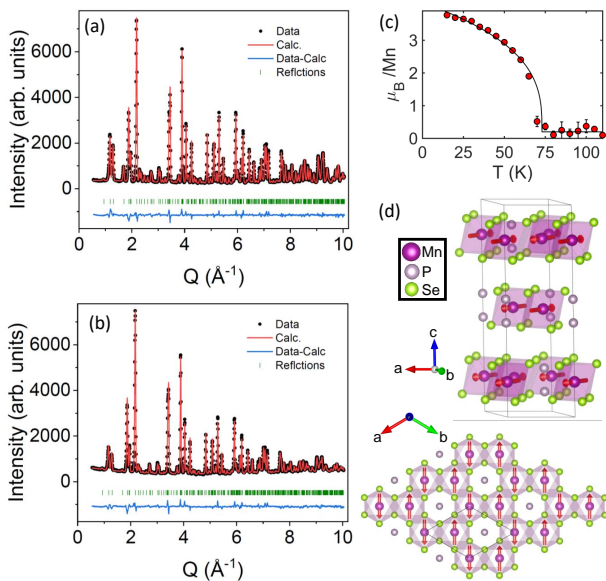 (a)
Data
Calc.
Data-Calc
Reflctions
6000
4000
2000
0
Intensity (arb. units)
0 2 4 6 8 10
Q (Å⁻¹)
(b)
Data
Calc.
Data-Calc
Reflctions
6000
4000
2000
0
Intensity (arb. units)
0 2 4 6 8 10
Q (Å⁻¹)
(c)
4
3
2
1
0
μB/Mn
25 50 75 100
T (K)
(d)
Mn
P
Se
c
a
b
a
b